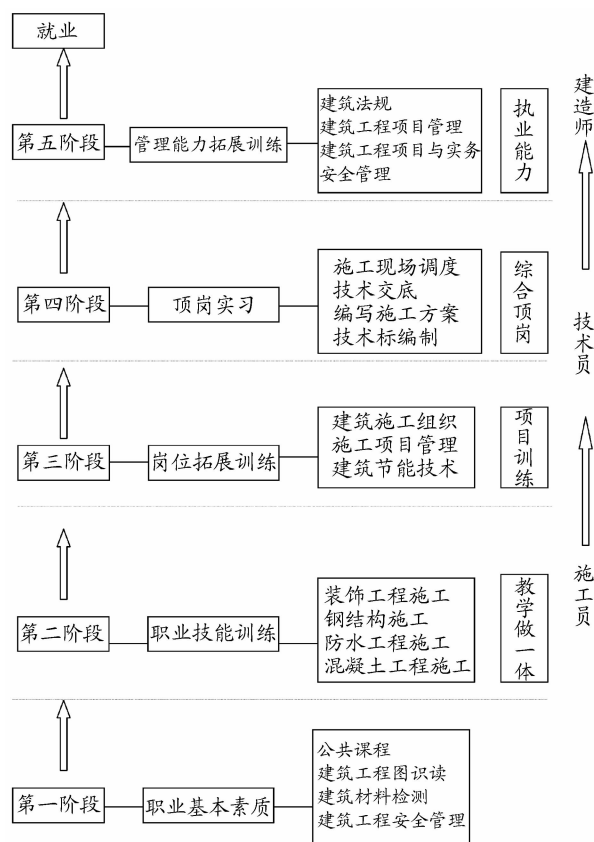 就业
第五阶段
管理能力拓展训练
建筑法规
建筑工程项目管理
建筑工程项目与实务
安全管理
执业能力
建造师
第四阶段
顶岗实习
施工现场调度
技术交底
编写施工方案
技术标编制
综合顶岗
技术员
第三阶段
岗位拓展训练
建筑施工组织
施工项目管理
建筑节能技术
项目训练
第二阶段
职业技能训练
装饰工程施工
钢结构施工
防水工程施工
混凝土工程施工
教学做一体
施工员
第一阶段
职业基本素质
公共课程
建筑工程图识读
建筑材料检测
建筑工程安全管理